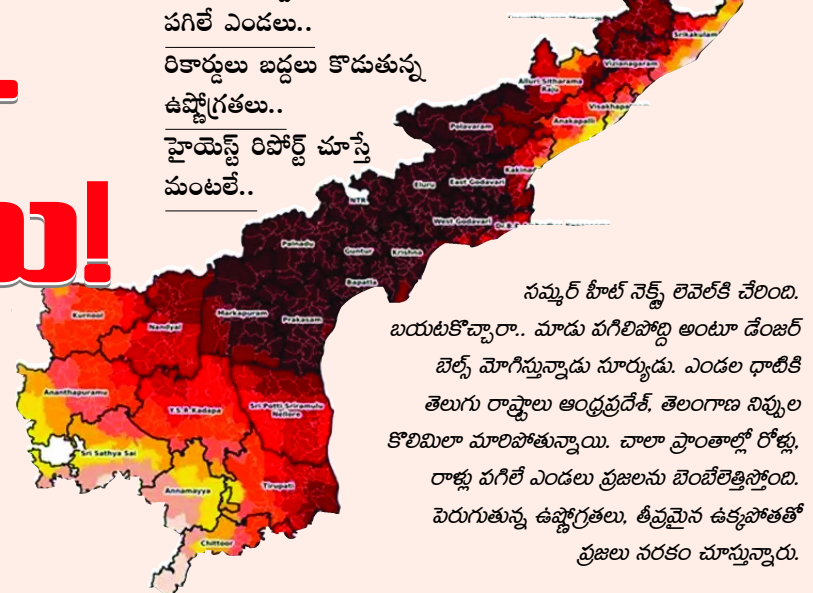 పగిలే ఎండలు..
రికార్డులు బద్దలు కొడుతున్న
ఉష్ణోగ్రతలు..
హైయెస్ట్ రిపోర్ట్ చూస్తే
మంటలే..
Srikakulam
Vizianagaram
Alluri Sitharama
Raju
Visakhapa
Anakapalli
Polavaram
Kakinar
Eluru
East Godavari
NTR
West Godavari
Palnadu
Guntur
Krishna
Bapatla
Kurnool
Nandyal
Markapuram
Prakasam
Ananthapuramu
Y.S.R Kadapa
Sri Potti Sriramulu
Nellore
Sri Sathya Sai
Annamayya
Tirupati
Chittoor
సమ్మర్ హీట్ నెక్స్ట్ లెవెల్‌కి చేరింది.
బయటకొచ్చారా.. మాడు పగిలిపోద్ది అంటూ డేంజర్
బెల్స్ మోగిస్తున్నాడు సూర్యుడు. ఎండల ధాటికి
తెలుగు రాష్ట్రాలు ఆంధ్రప్రదేశ్, తెలంగాణ నిప్పుల
కొలిమిలా మారిపోతున్నాయి. చాలా ప్రాంతాల్లో రోళ్లు,
రాళ్లు పగిలే ఎండలు ప్రజలను బెంబేలెత్తిస్తోంది.
పెరుగుతున్న ఉష్ణోగ్రతలు, తీవ్రమైన ఉక్కపోతతో
ప్రజలు నరకం చూస్తున్నారు.